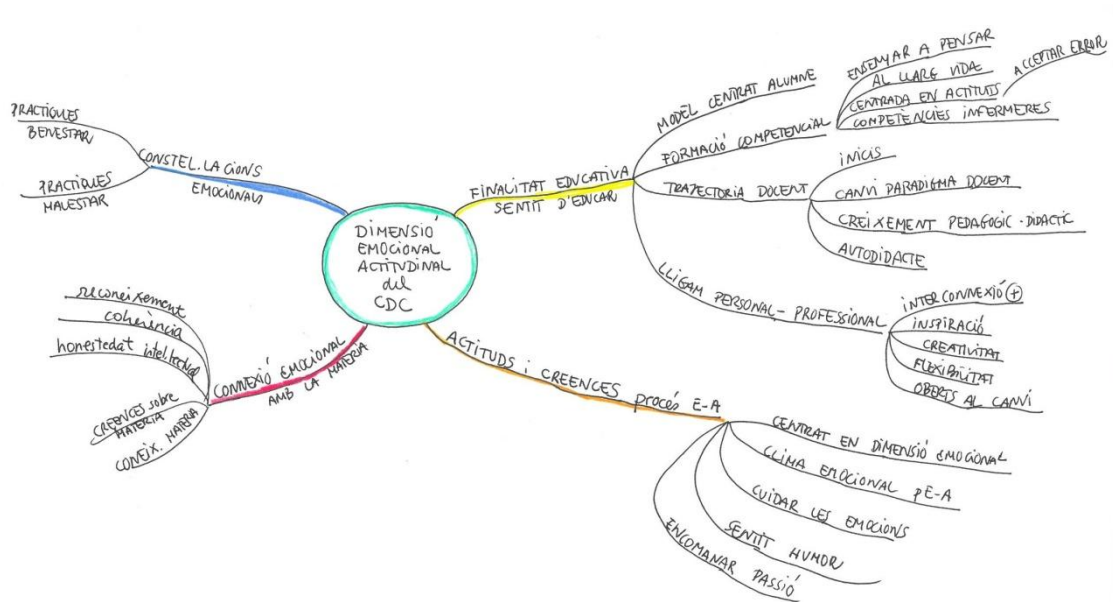 DIMENSIÓ
EMOCIONAL
ACTITUDINAL
del
CDC
CONSTEL.LACIONS
EMOCIONALS
PRACTIQUES
BENESTAR
PRACTIQUES
MALESTAR
FINALITAT EDUCATIVA
SENTIT D'EDUCAR
MODEL CENTRAT ALUMNE
FORMACIÓ COMPETENCIAL
ENSENYAR A PENSAR
AL LLARG VIDA
CENTRADA EN ACTITUDS
ACCEPTAR ERROR
COMPETÈNCIES INFERMERES
TRAJECTORIA DOCENT
iNICIS
CANVI PARADIGMA DOCENT
CREIXEMENT PEDAGOGIC-DIDACTIC
AUTODIDACTE
LLIGAM PERSONAL-PROFESSIONAL
INTERCONNEXIÓ (+)
INSPIRACIÓ
CREATIVITAT
FLEXIBILITAT
OBERTS AL CANVI
ACTITUDS i CREENCES procés E-A
CENTRAT EN DIMENSIÓ EMOCIONAL
CLIMA EMOCIONAL pE-A
CUIDAR LES EMOCIONS
SENTIT HUMOR
ENCOMANAR PASSIÓ
CONNEXIÓ EMOCIONAL
AMB LA MATERIA
reconeixement
coherència
honestedat intel.lectual
CREENCES sobre
MATERIA
CONEIX. MATERIA